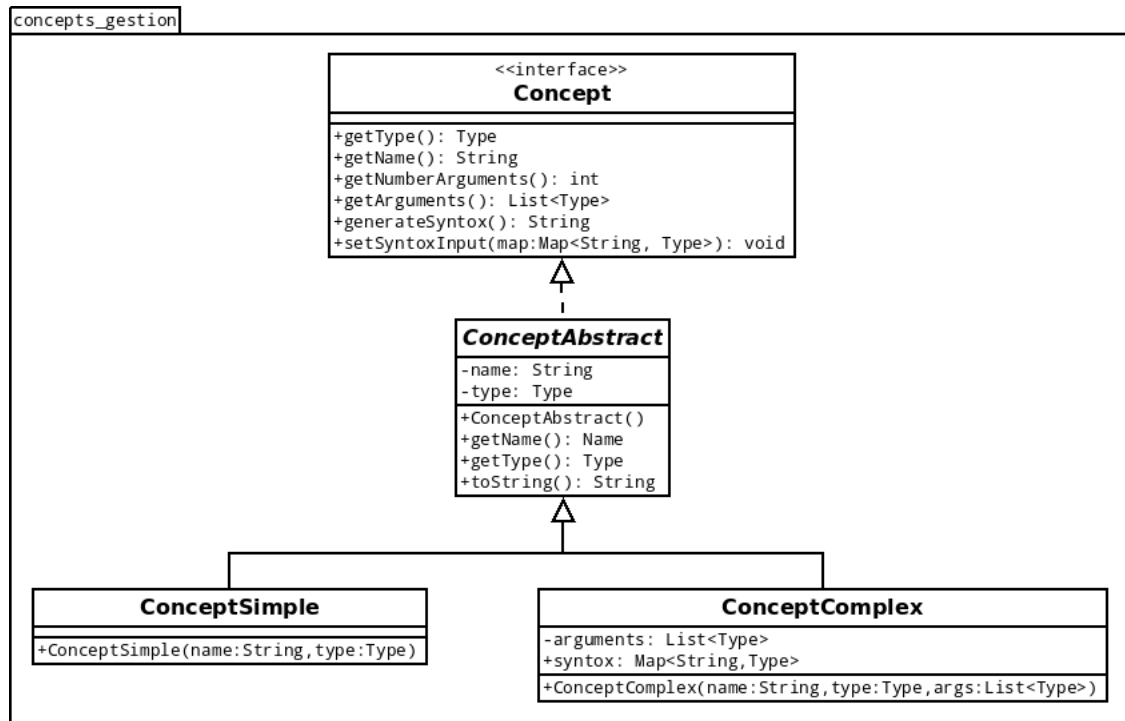 concepts_gestion
<<interface>>
Concept
+getType(): Type
+getName(): String
+getNumberArguments(): int
+getArguments(): List<Type>
+generateSyntox(): String
+setSyntoxInput(map:Map<String, Type>): void
ConceptAbstract
-name: String
-type: Type
+ConceptAbstract()
+getName(): Name
+getType(): Type
+toString(): String
ConceptSimple
+ConceptSimple(name:String,type:Type)
ConceptComplex
-arguments: List<Type>
+syntox: Map<String,Type>
+ConceptComplex(name:String,type:Type,args:List<Type>)